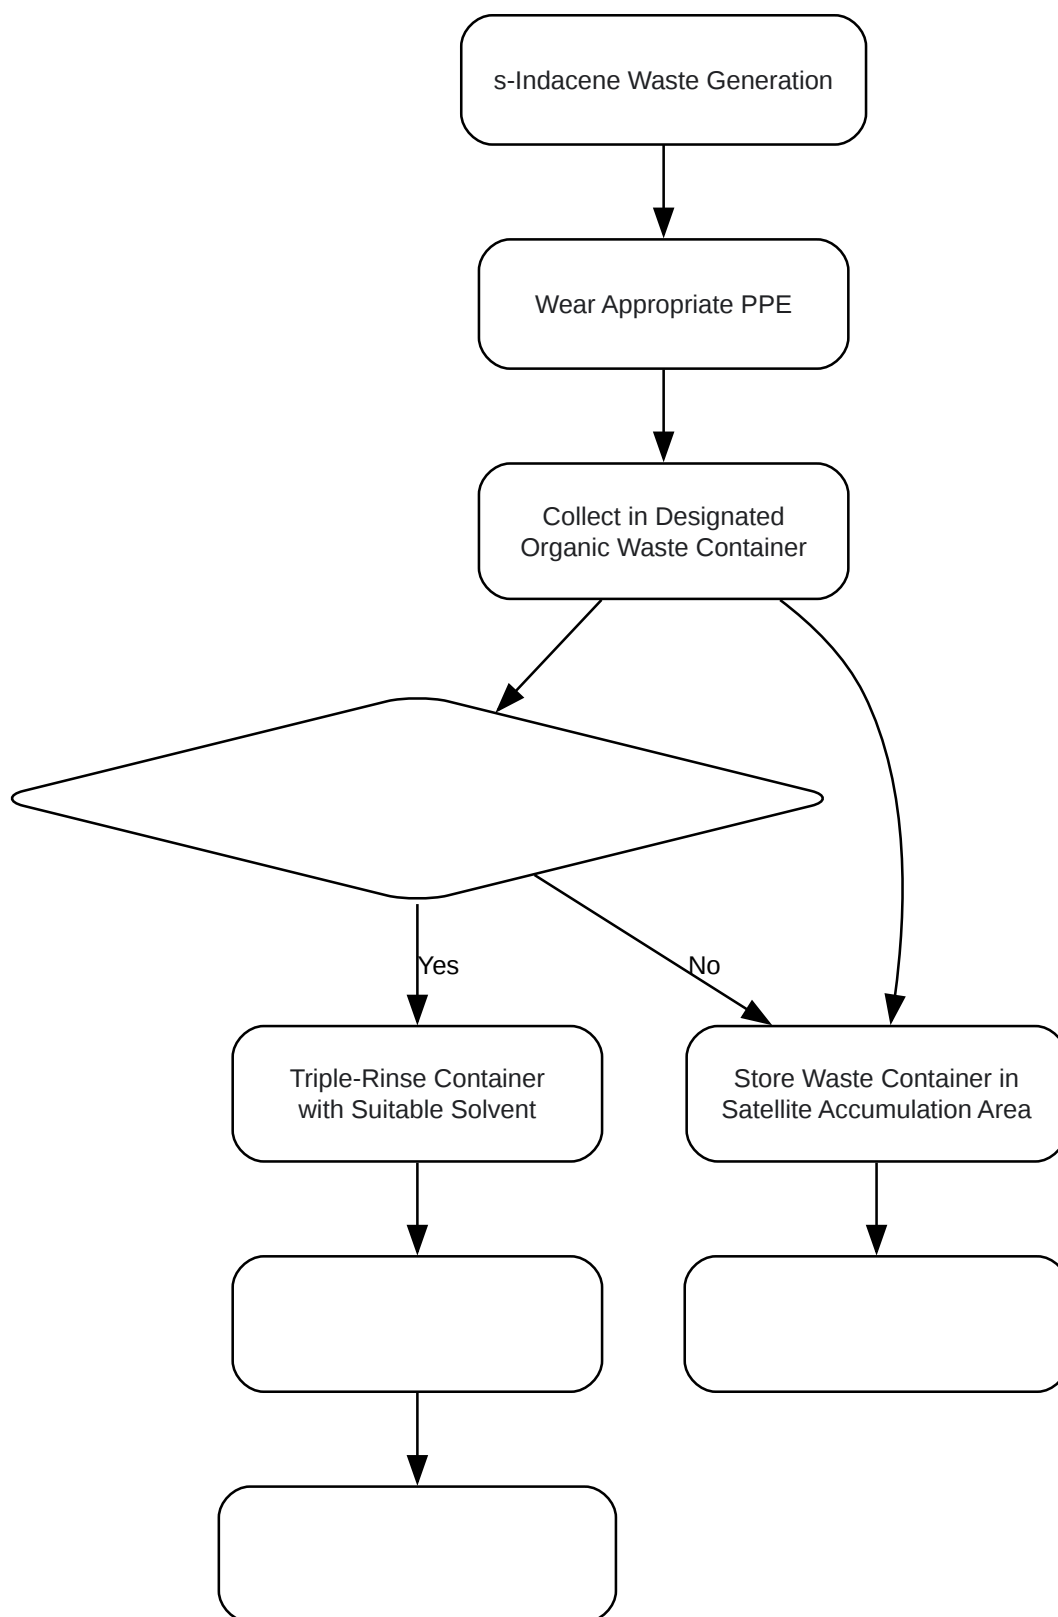 s-Indacene Waste Generation
Wear Appropriate PPE
Collect in Designated
Organic Waste Container
Yes
No
Triple-Rinse Container
with Suitable Solvent
Store Waste Container in
Satellite Accumulation Area